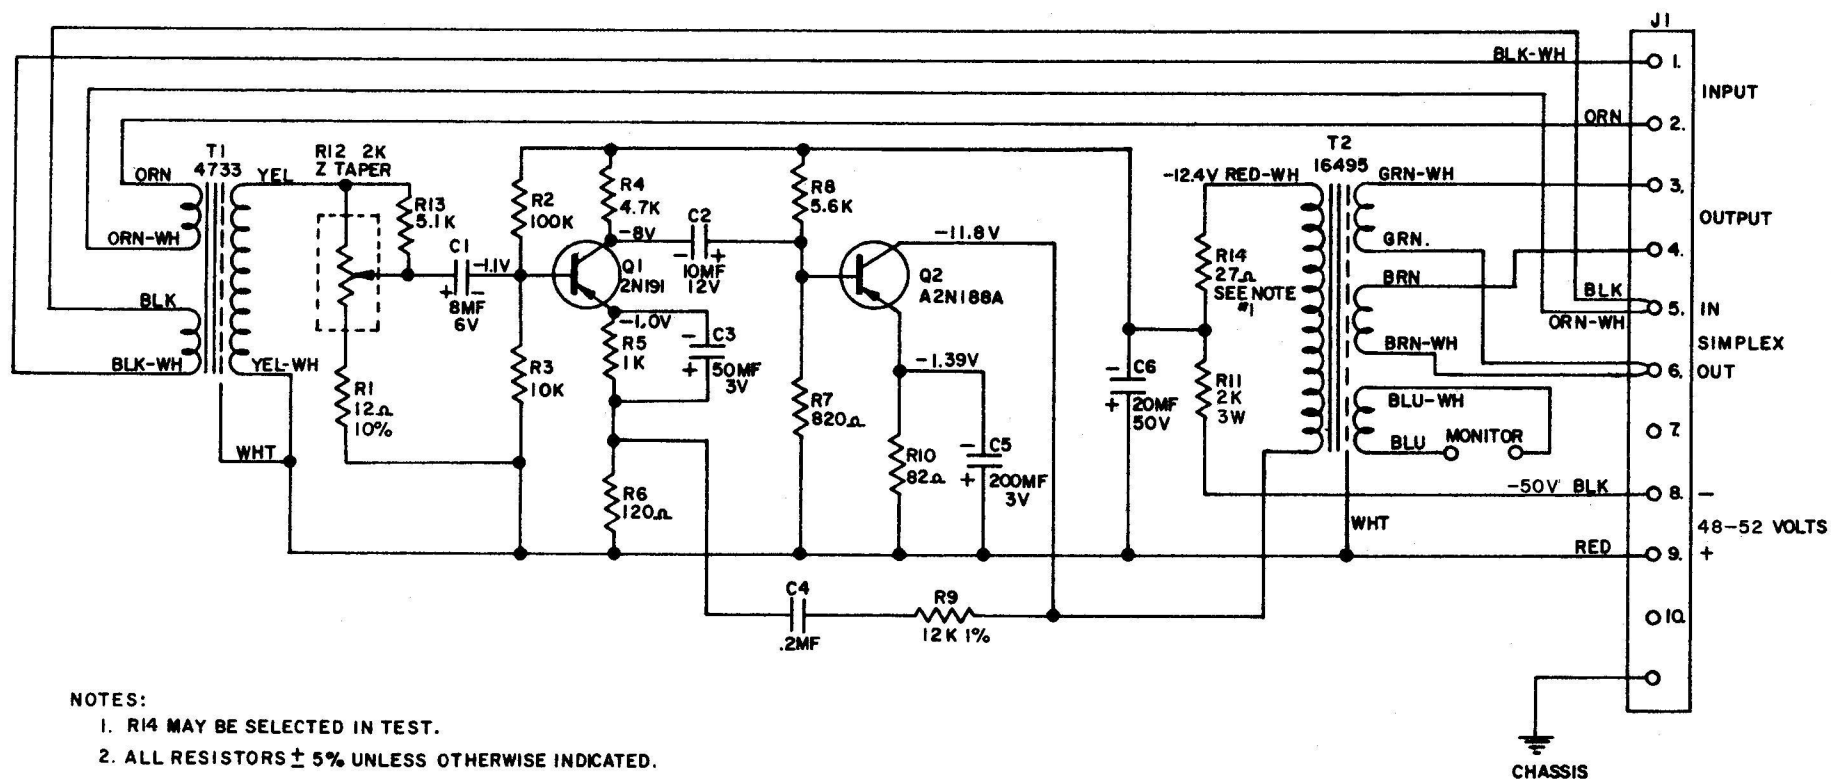 J1
BLK-WH
1.
INPUT
ORN
2.
T1
4733
R12 2K
Z TAPER
T2
16495
ORN
YEL
-12.4V RED-WH
GRN-WH
3.
R13
5.1K
R2
100K
R4
4.7K
R8
5.6K
OUTPUT
ORN-WH
C1
-1.1V
-8V
C2
-11.8V
GRN.
4.
- +
10MF
12V
Q1
2N191
Q2
A2N188A
R14
27Ω
SEE NOTE
#1
BRN
BLK
+ -
8MF
6V
BLK
5. IN
ORN-WH
-1.0V
R5
1K
-
C3
+
50MF
3V
SIMPLEX
BRN-WH
BLK-WH
YEL-WH
R3
10K
-1.39V
-
C6
+
20MF
50V
R11
2K
3W
6. OUT
R1
12Ω
10%
R7
820Ω
BLU-WH
7.
WHT
BLU
MONITOR
R10
82Ω
-
C5
+
200MF
3V
R6
120Ω
-50V BLK
8. -
WHT
48-52 VOLTS
RED
9. +
C4
.2MF
R9
12K 1%
10.
NOTES:
1. R14 MAY BE SELECTED IN TEST.
2. ALL RESISTORS ± 5% UNLESS OTHERWISE INDICATED.
CHASSIS